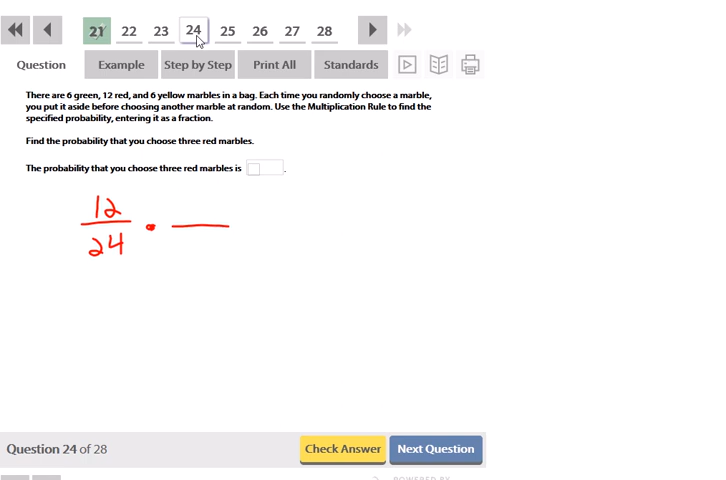 21 22 23 24 25 26 27 28
Question Example Step by Step Print All Standards
There are 6 green, 12 red, and 6 yellow marbles in a bag. Each time you randomly choose a marble,
you put it aside before choosing another marble at random. Use the Multiplication Rule to find the
specified probability, entering it as a fraction.
Find the probability that you choose three red marbles.
The probability that you choose three red marbles is .
12
24
Question 24 of 28 Check Answer Next Question
POWERED BY